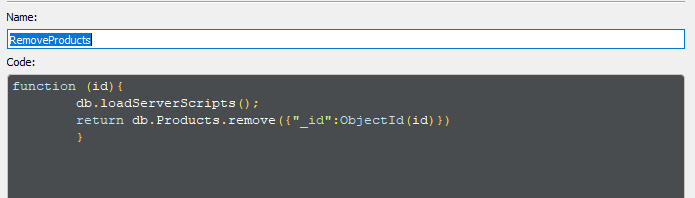 Name:
RemoveProducts
Code:
function (id){
db.loadServerScripts();
return db.Products.remove({"_id":ObjectId(id)})
}